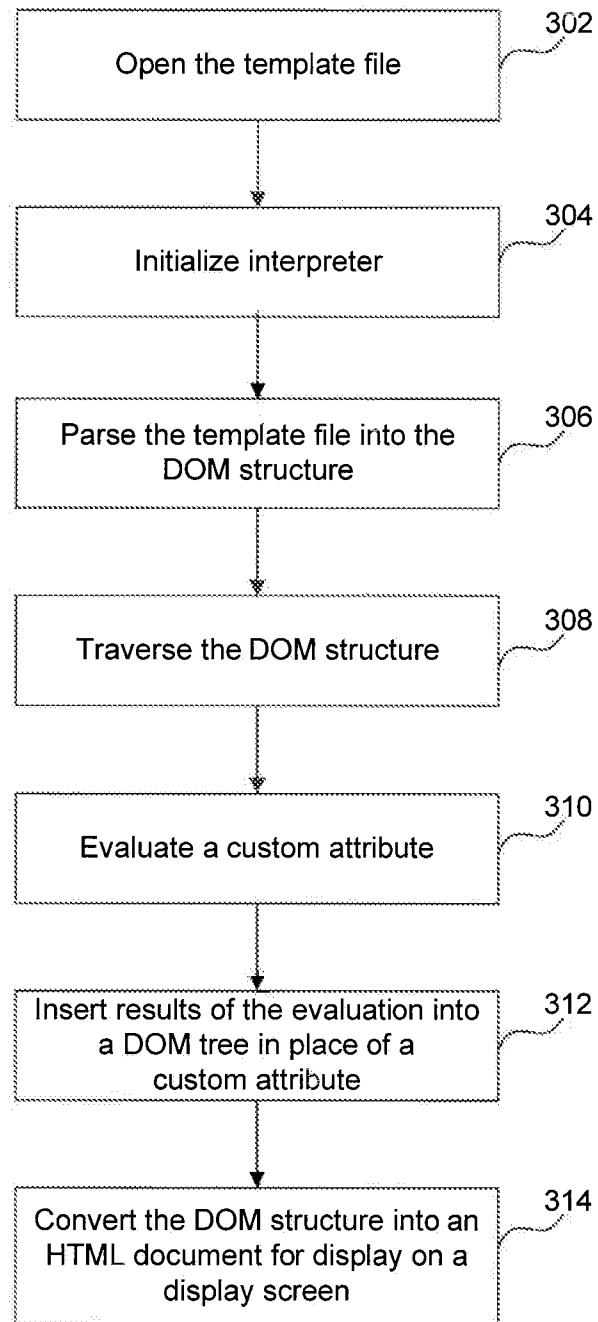 302
Open the template file
304
Initialize interpreter
306
Parse the template file into the
DOM structure
308
Traverse the DOM structure
310
Evaluate a custom attribute
312
Insert results of the evaluation into
a DOM tree in place of a
custom attribute
314
Convert the DOM structure into an
HTML document for display on a
display screen